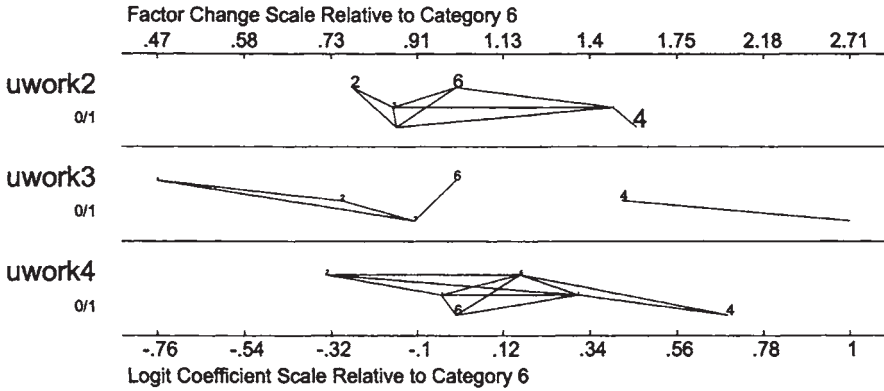 Factor Change Scale Relative to Category 6
.47 .58 .73 .91 1.13 1.4 1.75 2.18 2.71
uwork2
2 6
0/1
4
uwork3
6
2 4
0/1
uwork4
0/1
6 4
-.76 -.54 -.32 -.1 .12 .34 .56 .78 1
Logit Coefficient Scale Relative to Category 6